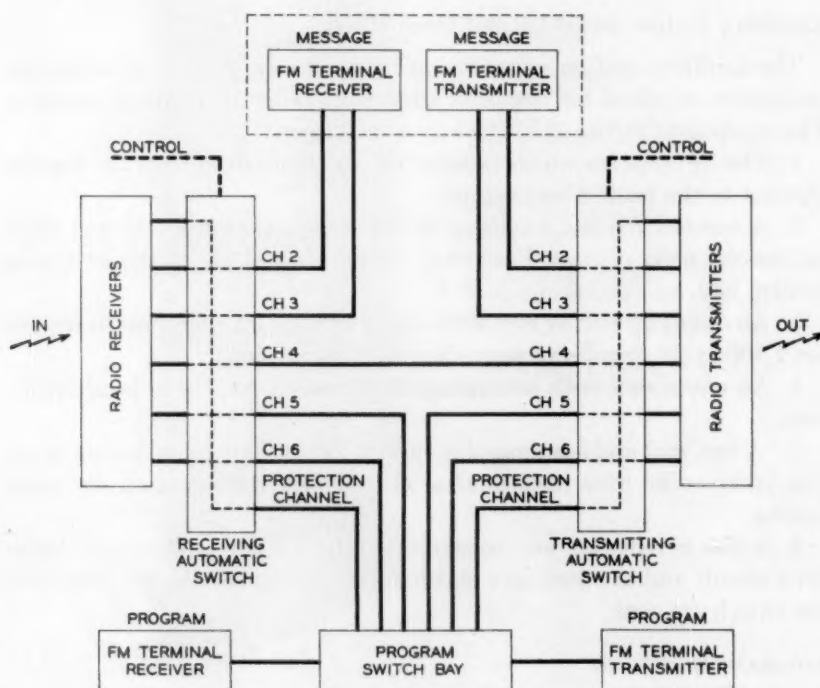 MESSAGE
MESSAGE
FM TERMINAL
RECEIVER
FM TERMINAL
TRANSMITTER
CONTROL
CONTROL
RADIO RECEIVERS
RADIO TRANSMITTERS
IN
OUT
CH 2
CH 2
CH 3
CH 3
CH 4
CH 4
CH 5
CH 5
CH 6
CH 6
PROTECTION
CHANNEL
PROTECTION
CHANNEL
RECEIVING
AUTOMATIC
SWITCH
TRANSMITTING
AUTOMATIC
SWITCH
PROGRAM
FM TERMINAL
RECEIVER
PROGRAM
SWITCH BAY
PROGRAM
FM TERMINAL
TRANSMITTER